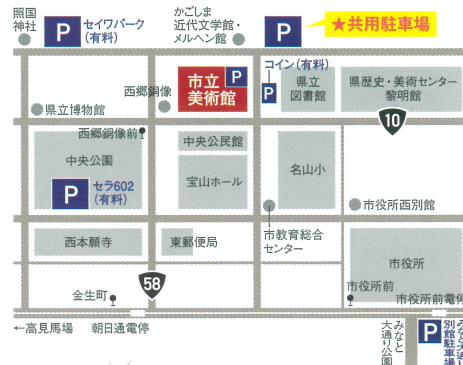 照国
神社
P
セイワパーク
(有料)
かごしま
近代文学館・
メルヘン館
P
★共用駐車場
コイン(有料)
P
市立
美術館
P
西郷銅像
県立
図書館
県歴史・美術センター
黎明館
県立博物館
10
西郷銅像前
中央公園
P
セラ602
(有料)
中央公民館
宝山ホール
名山小
市役所西別館
市教育総合
センター
西本願寺
東郵便局
市役所
58
金生町
市役所前
市役所前電停
←高見馬場
朝日通電停
みなと
大通り公園
P
みなと大通り
別館駐車場